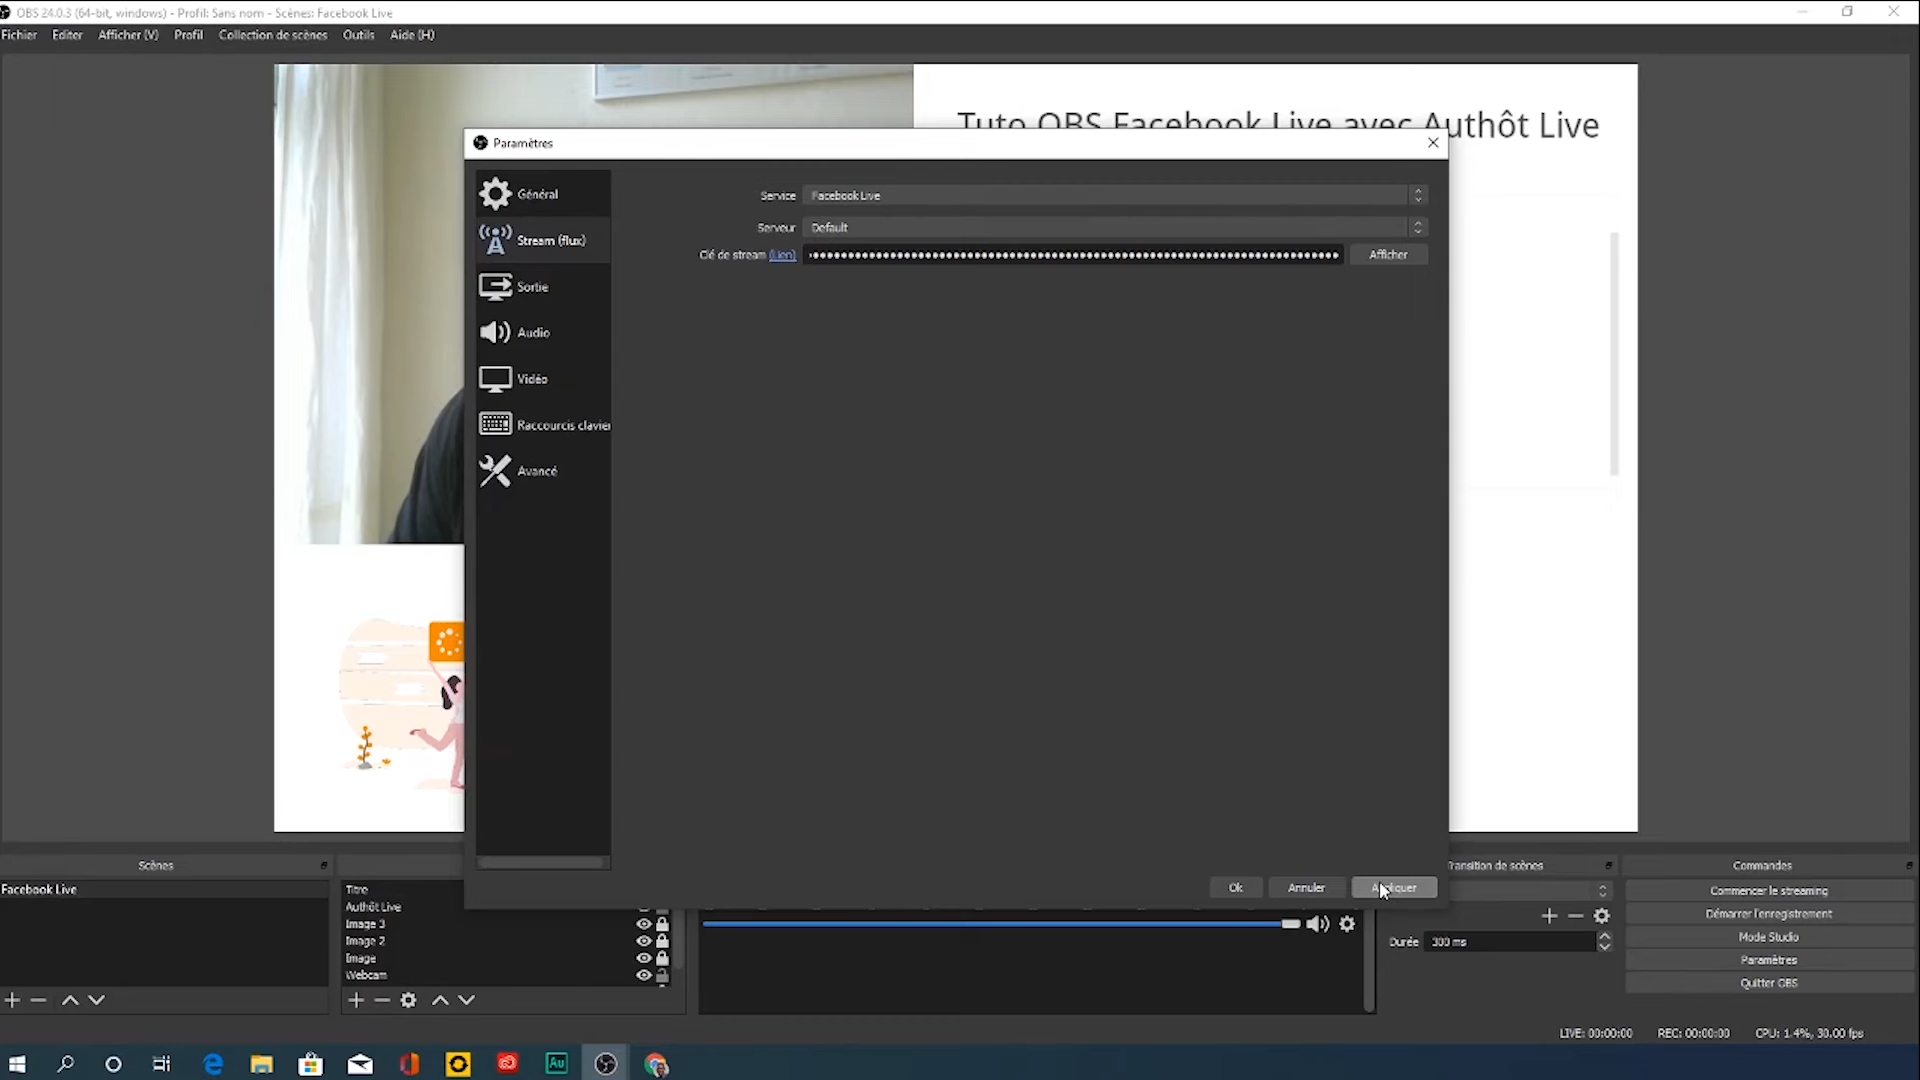 OBS 24.0.3 (64-bit, windows) - Profil: Sans nom - Scènes: Facebook Live
Fichier Editer Afficher (V) Profil Collection de scènes Outils Aide (H)
Tuto OBS Facebook Live avec Authôt Live
Paramètres
Général
Stream (flux)
Sortie
Audio
Vidéo
Raccourcis clavier
Avancé
Service Facebook Live
Serveur Default
Clé de stream (Lien) Afficher
Ok Annuler Appliquer
Scènes
Facebook Live
Titre
Authôt Live
Image 3
Image 2
Image
Webcam
Transition de scènes
Durée 300 ms
Commandes
Commencer le streaming
Démarrer l'enregistrement
Mode Studio
Paramètres
Quitter OBS
LIVE: 00:00:00 REC: 00:00:00 CPU: 1.4%, 30.00 fps
Au